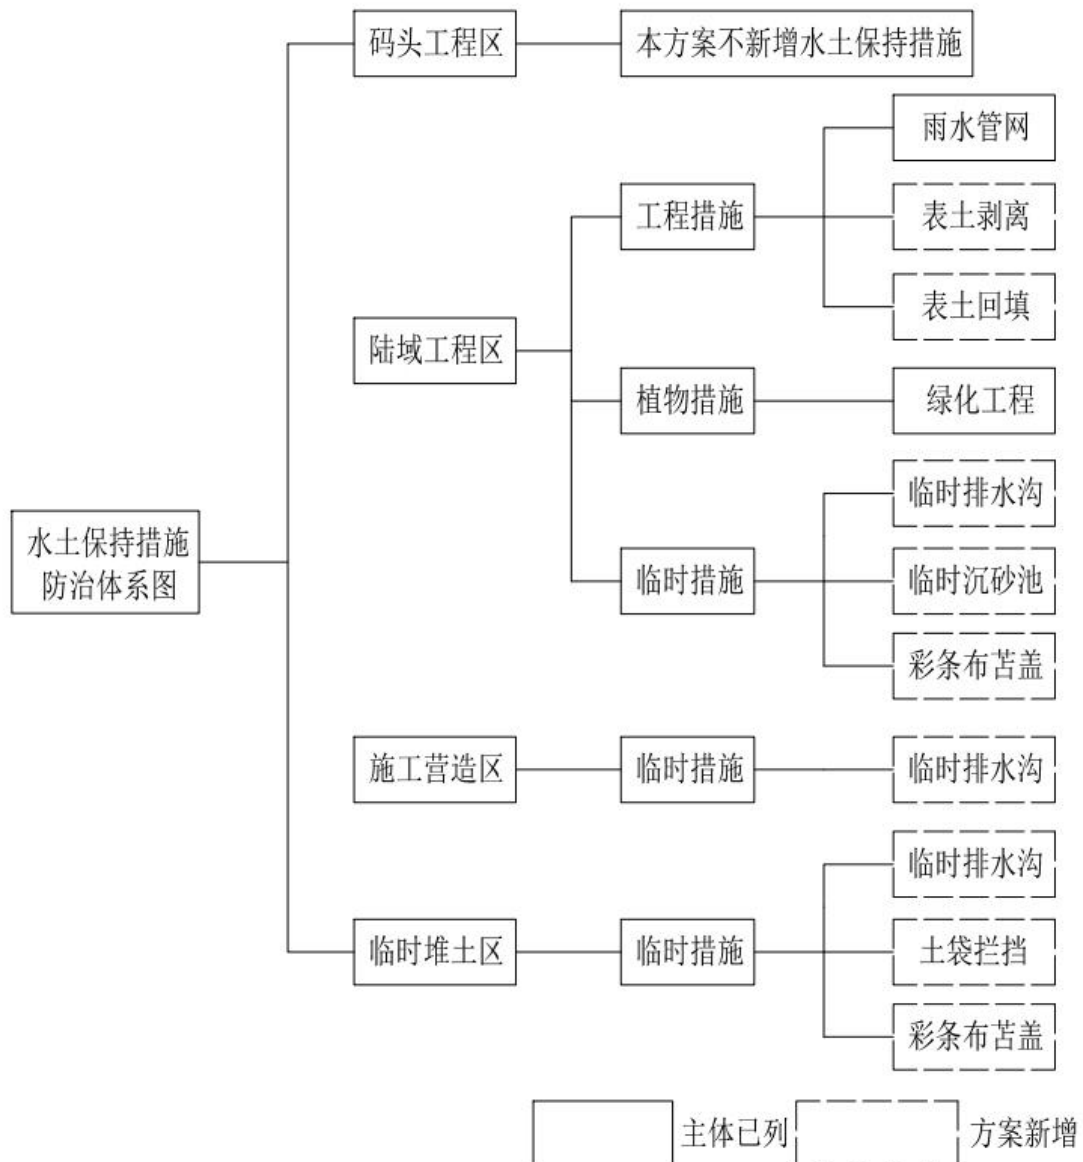 码头工程区
本方案不新增水土保持措施
雨水管网
工程措施
表土剥离
表土回填
陆域工程区
植物措施
绿化工程
临时排水沟
水土保持措施
防治体系图
临时措施
临时沉砂池
彩条布苫盖
施工营造区
临时措施
临时排水沟
临时排水沟
临时堆土区
临时措施
土袋拦挡
彩条布苫盖
主体已列
方案新增